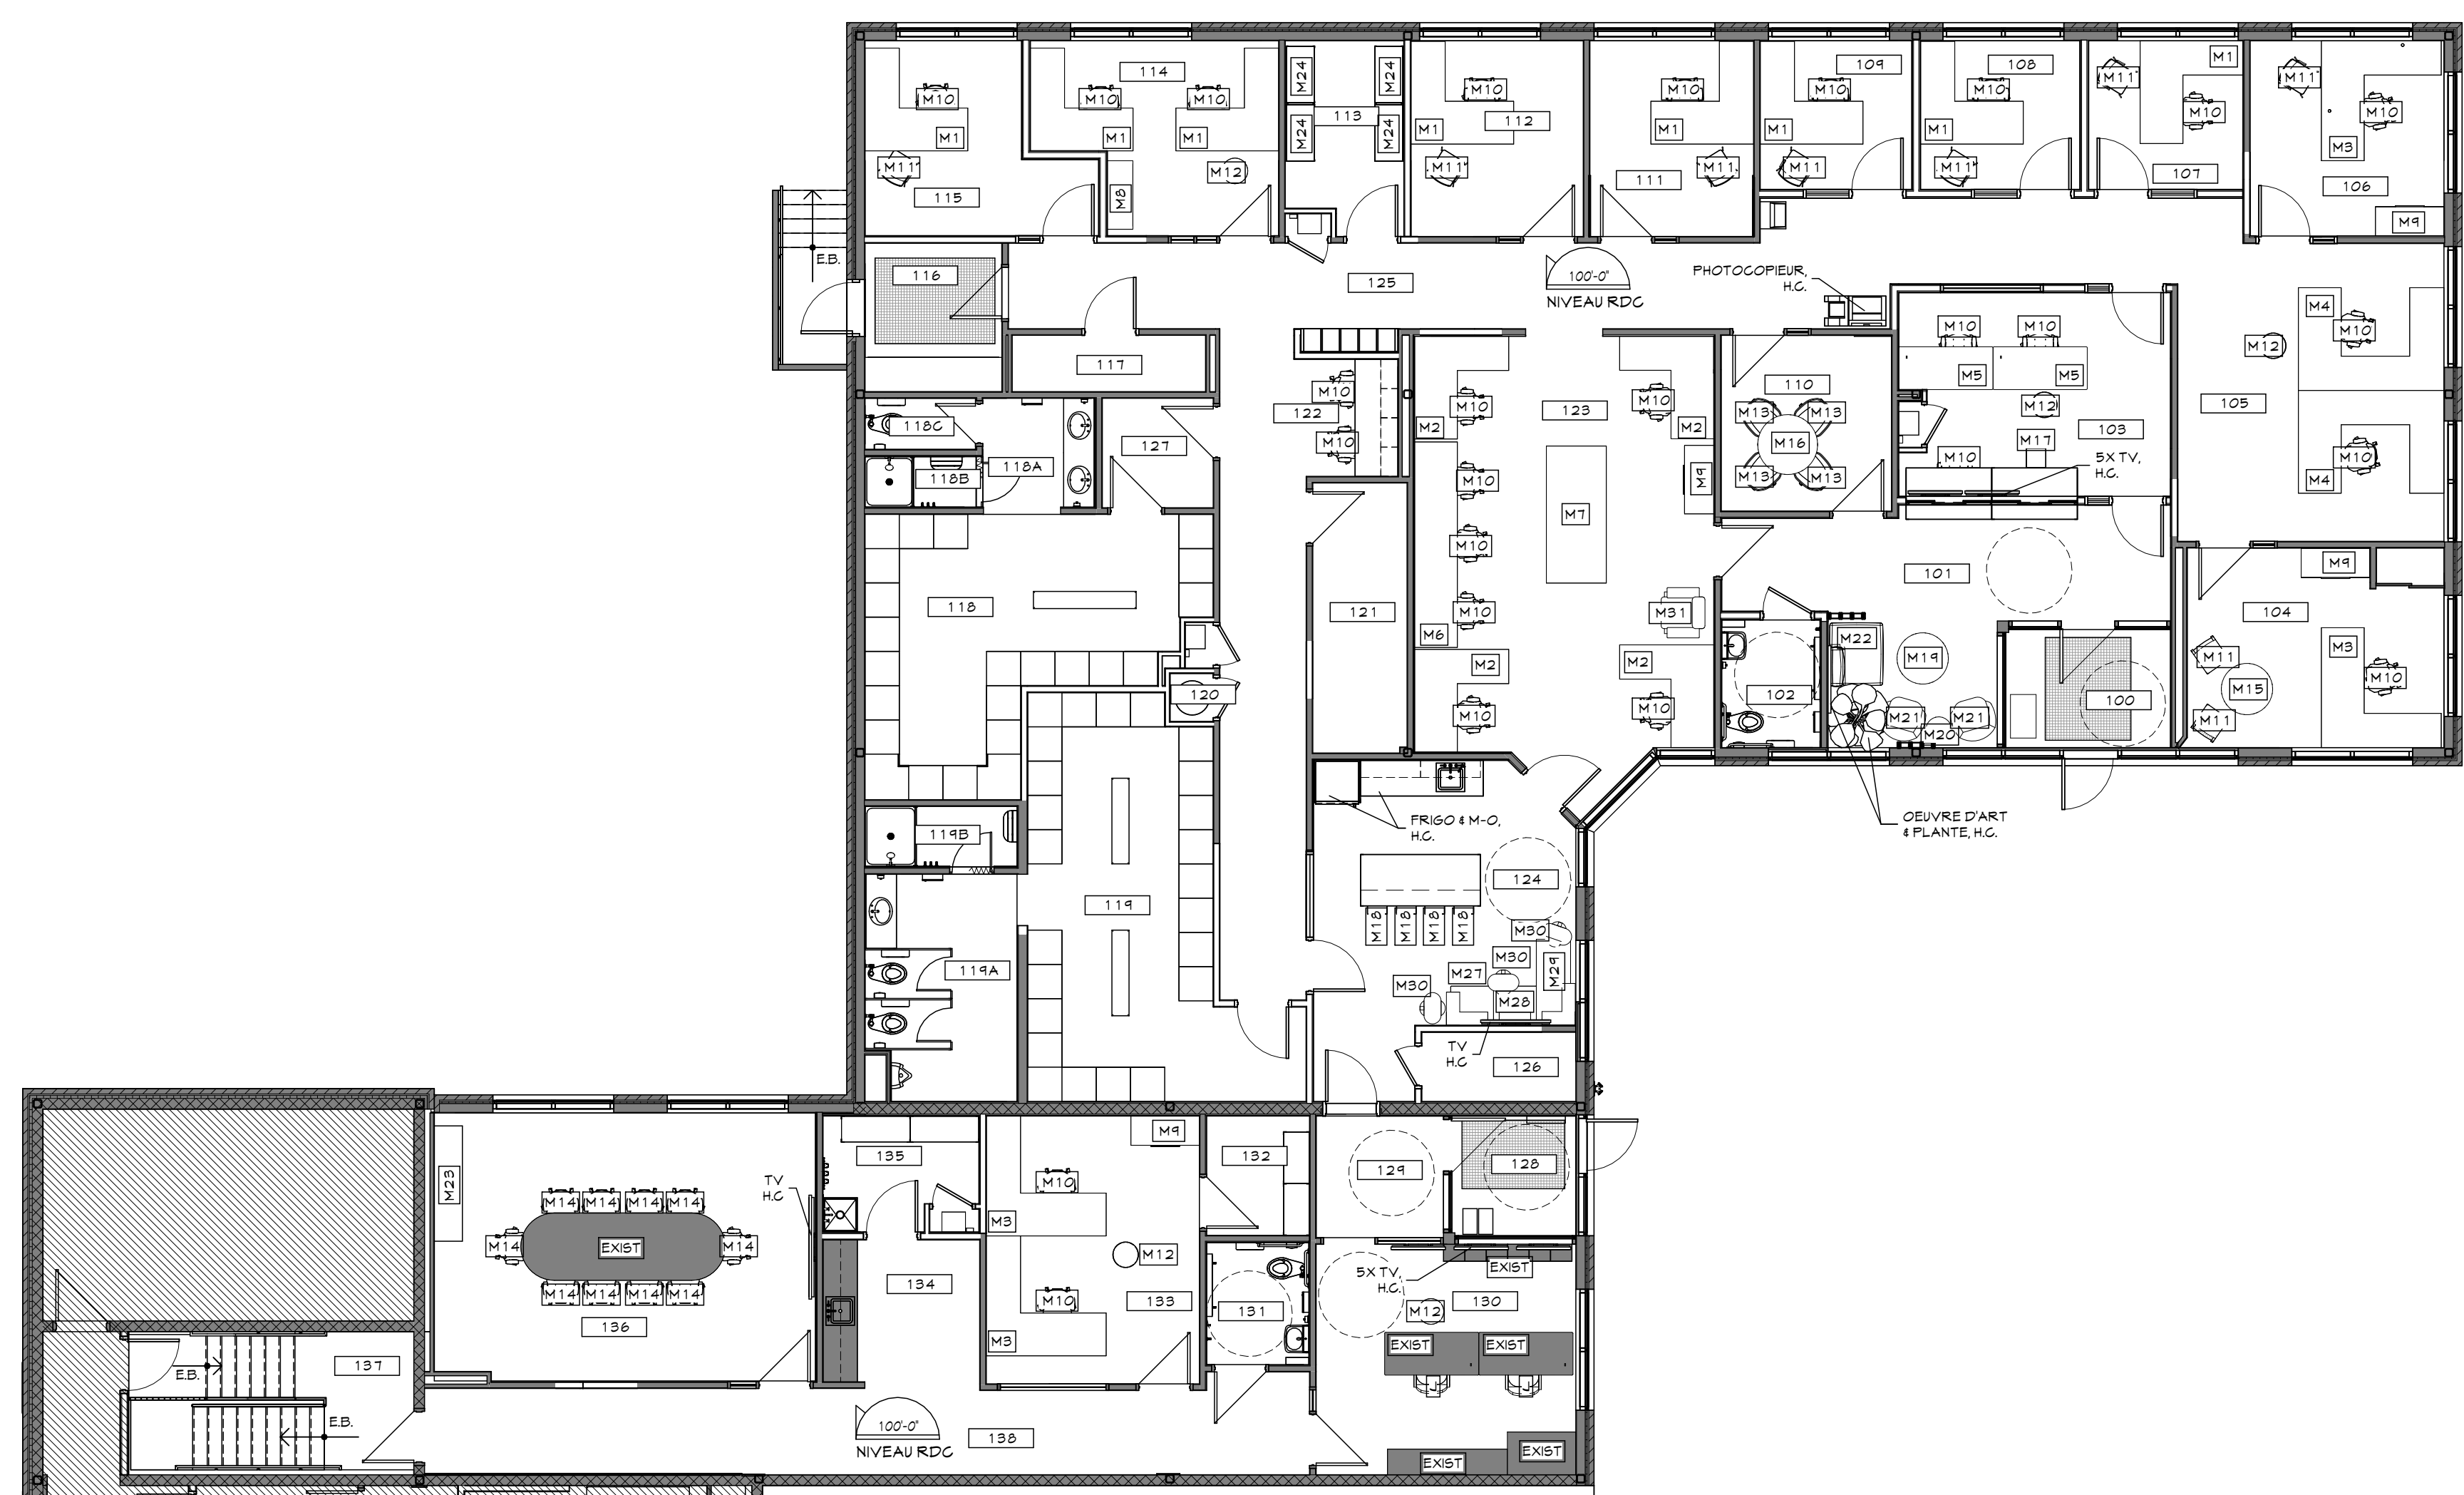 114
109
108
M1
M24
M24
M11
M11
M10
M10
M10
M10
M10
M10
M10
M10
M10
113
112
M1
M1
M1
M1
M1
M1
M1
M24
M24
M3
M11
M12
M11
M11
M11
M11
111
107
106
115
M8
M9
E.B.
116
125
100'-0"
NIVEAU RDC
PHOTOCOPIEUR,
H.C.
M4
M10
M10
M10
M12
117
M5
M5
110
M10
122
M10
123
M10
M13
M13
M12
105
118C
M2
M2
127
M10
M16
M17
103
118A
118B
M10
M9
M13
M13
M10
5X TV,
H.C.
M10
M4
M7
M10
101
M9
118
121
M10
M31
104
M6
M22
M3
M2
M2
M19
M11
M10
120
M15
102
100
M10
M10
M21
M21
M20
M11
FRIGO & M-O,
H.C.
OEUVRE D'ART
& PLANTE, H.C.
119B
124
119
M18
M18
M18
M18
M30
M30
119A
M27
M29
M30
M28
TV
H.C
126
M9
135
132
129
128
M23
TV
H.C
M10
M14
M14
M14
M14
M3
M14
EXIST
M14
M12
EXIST
5X TV,
H.C.
134
M14
M14
M14
M14
M10
133
131
M12
130
136
M3
EXIST
EXIST
137
E.B.
E.B.
100'-0"
NIVEAU RDC
138
EXIST
EXIST